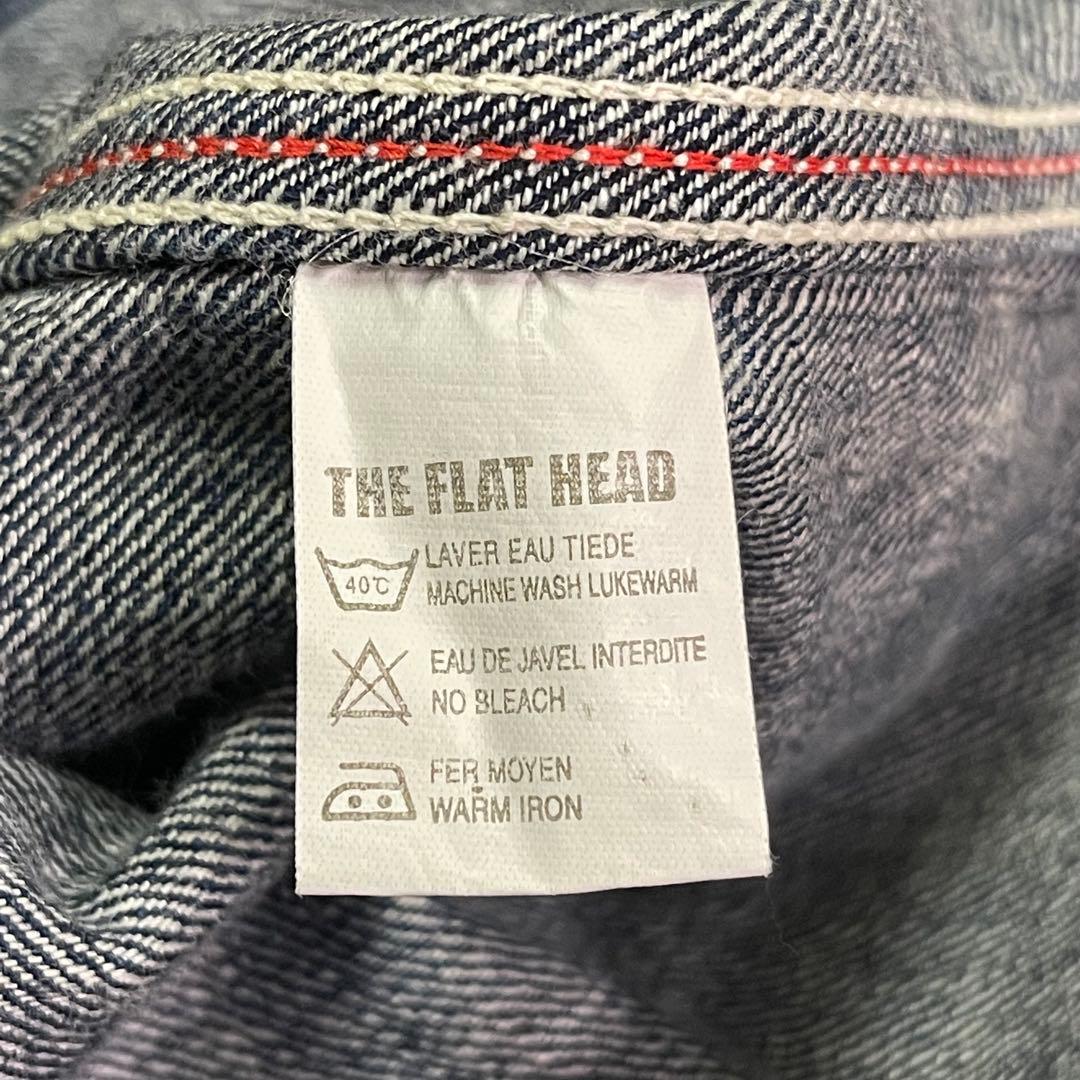 THE FLAT HEAD
40℃
LAVER EAU TIEDE
MACHINE WASH LUKEWARM
EAU DE JAVEL INTERDITE
NO BLEACH
FER MOYEN
WARM IRON